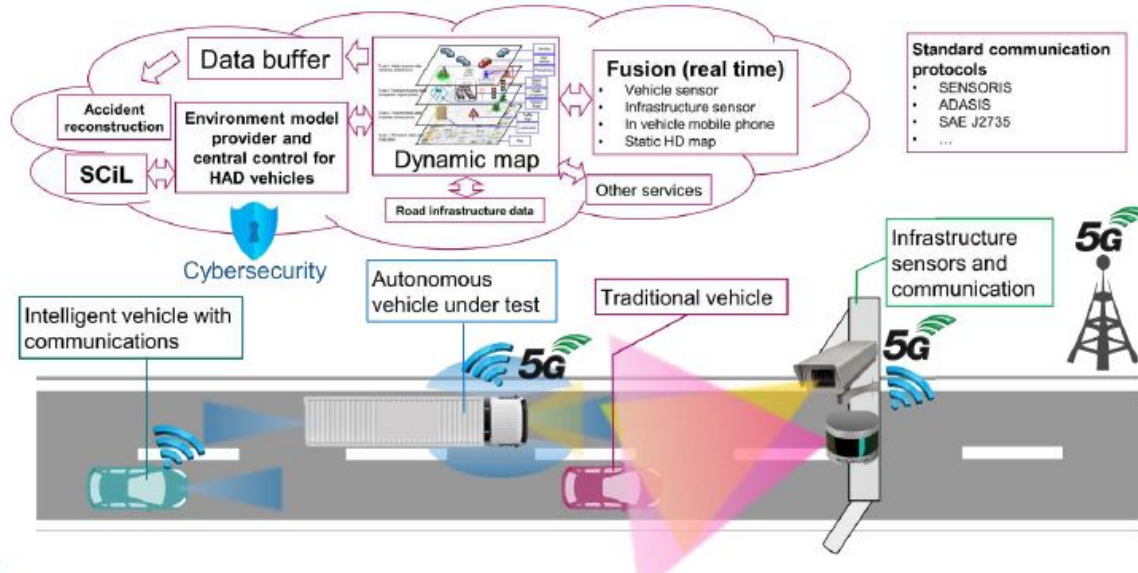 Data buffer
Accident
reconstruction
SCiL
Environment model
provider and
central control for
HAD vehicles
Dynamic map
Road infrastructure data
Fusion (real time)
• Vehicle sensor
• Infrastructure sensor
• In vehicle mobile phone
• Static HD map
Other services
Standard communication
protocols
• SENSORIS
• ADASIS
• SAE J2735
• ...
Cybersecurity
Intelligent vehicle with
communications
Autonomous
vehicle under test
5G
Traditional vehicle
Infrastructure
sensors and
communication
5G
5G